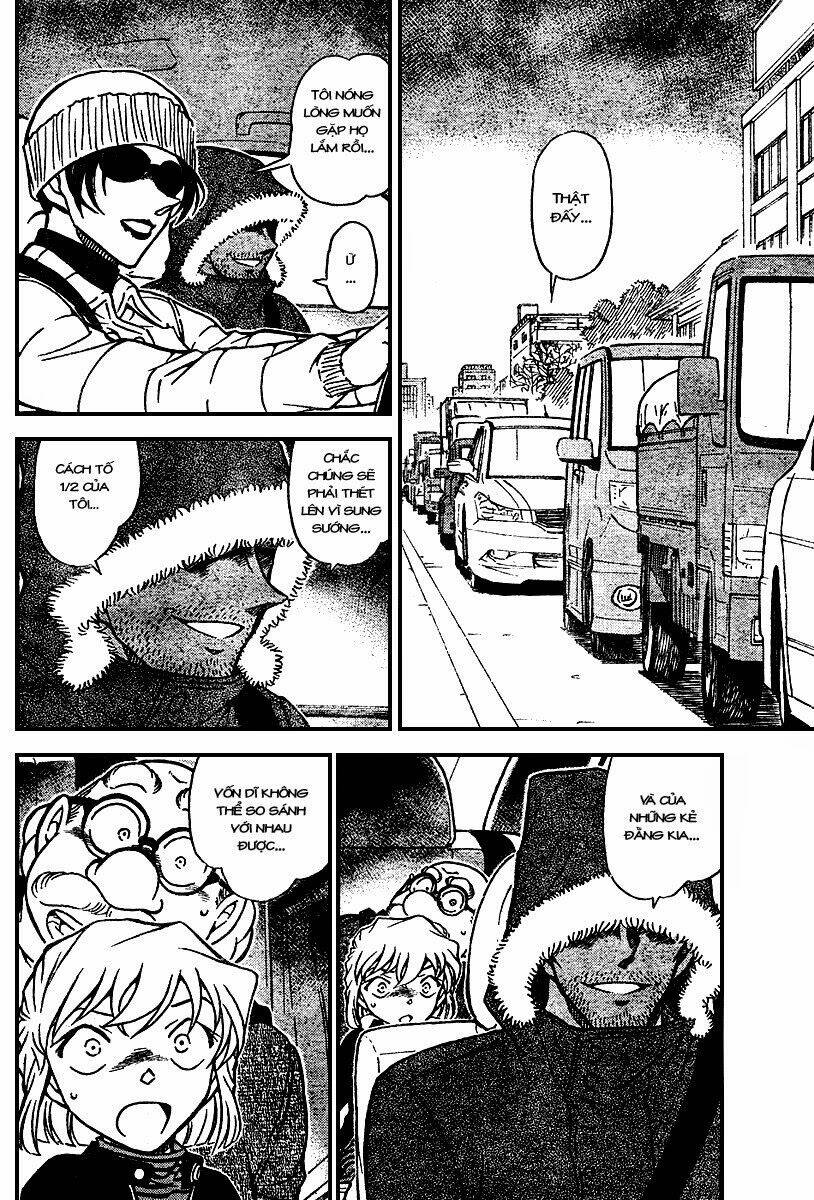 THẬT
ĐẤY...
TÔI NÓNG
LÒNG MUỐN
GẶP HỌ
LẮM RỒI...
Ữ
...
CHẮC
CHÚNG SẼ
PHẢI THÉT
LÊN VÌ SUNG
SƯỚNG...
CÁCH TỐ
1/2 CỦA
TÔI...
VÀ CỦA
NHỮNG KẺ
ĐẰNG KIA...
VỐN DĨ KHÔNG
THỂ SO SÁNH
VỚI NHAU
ĐƯỢC...